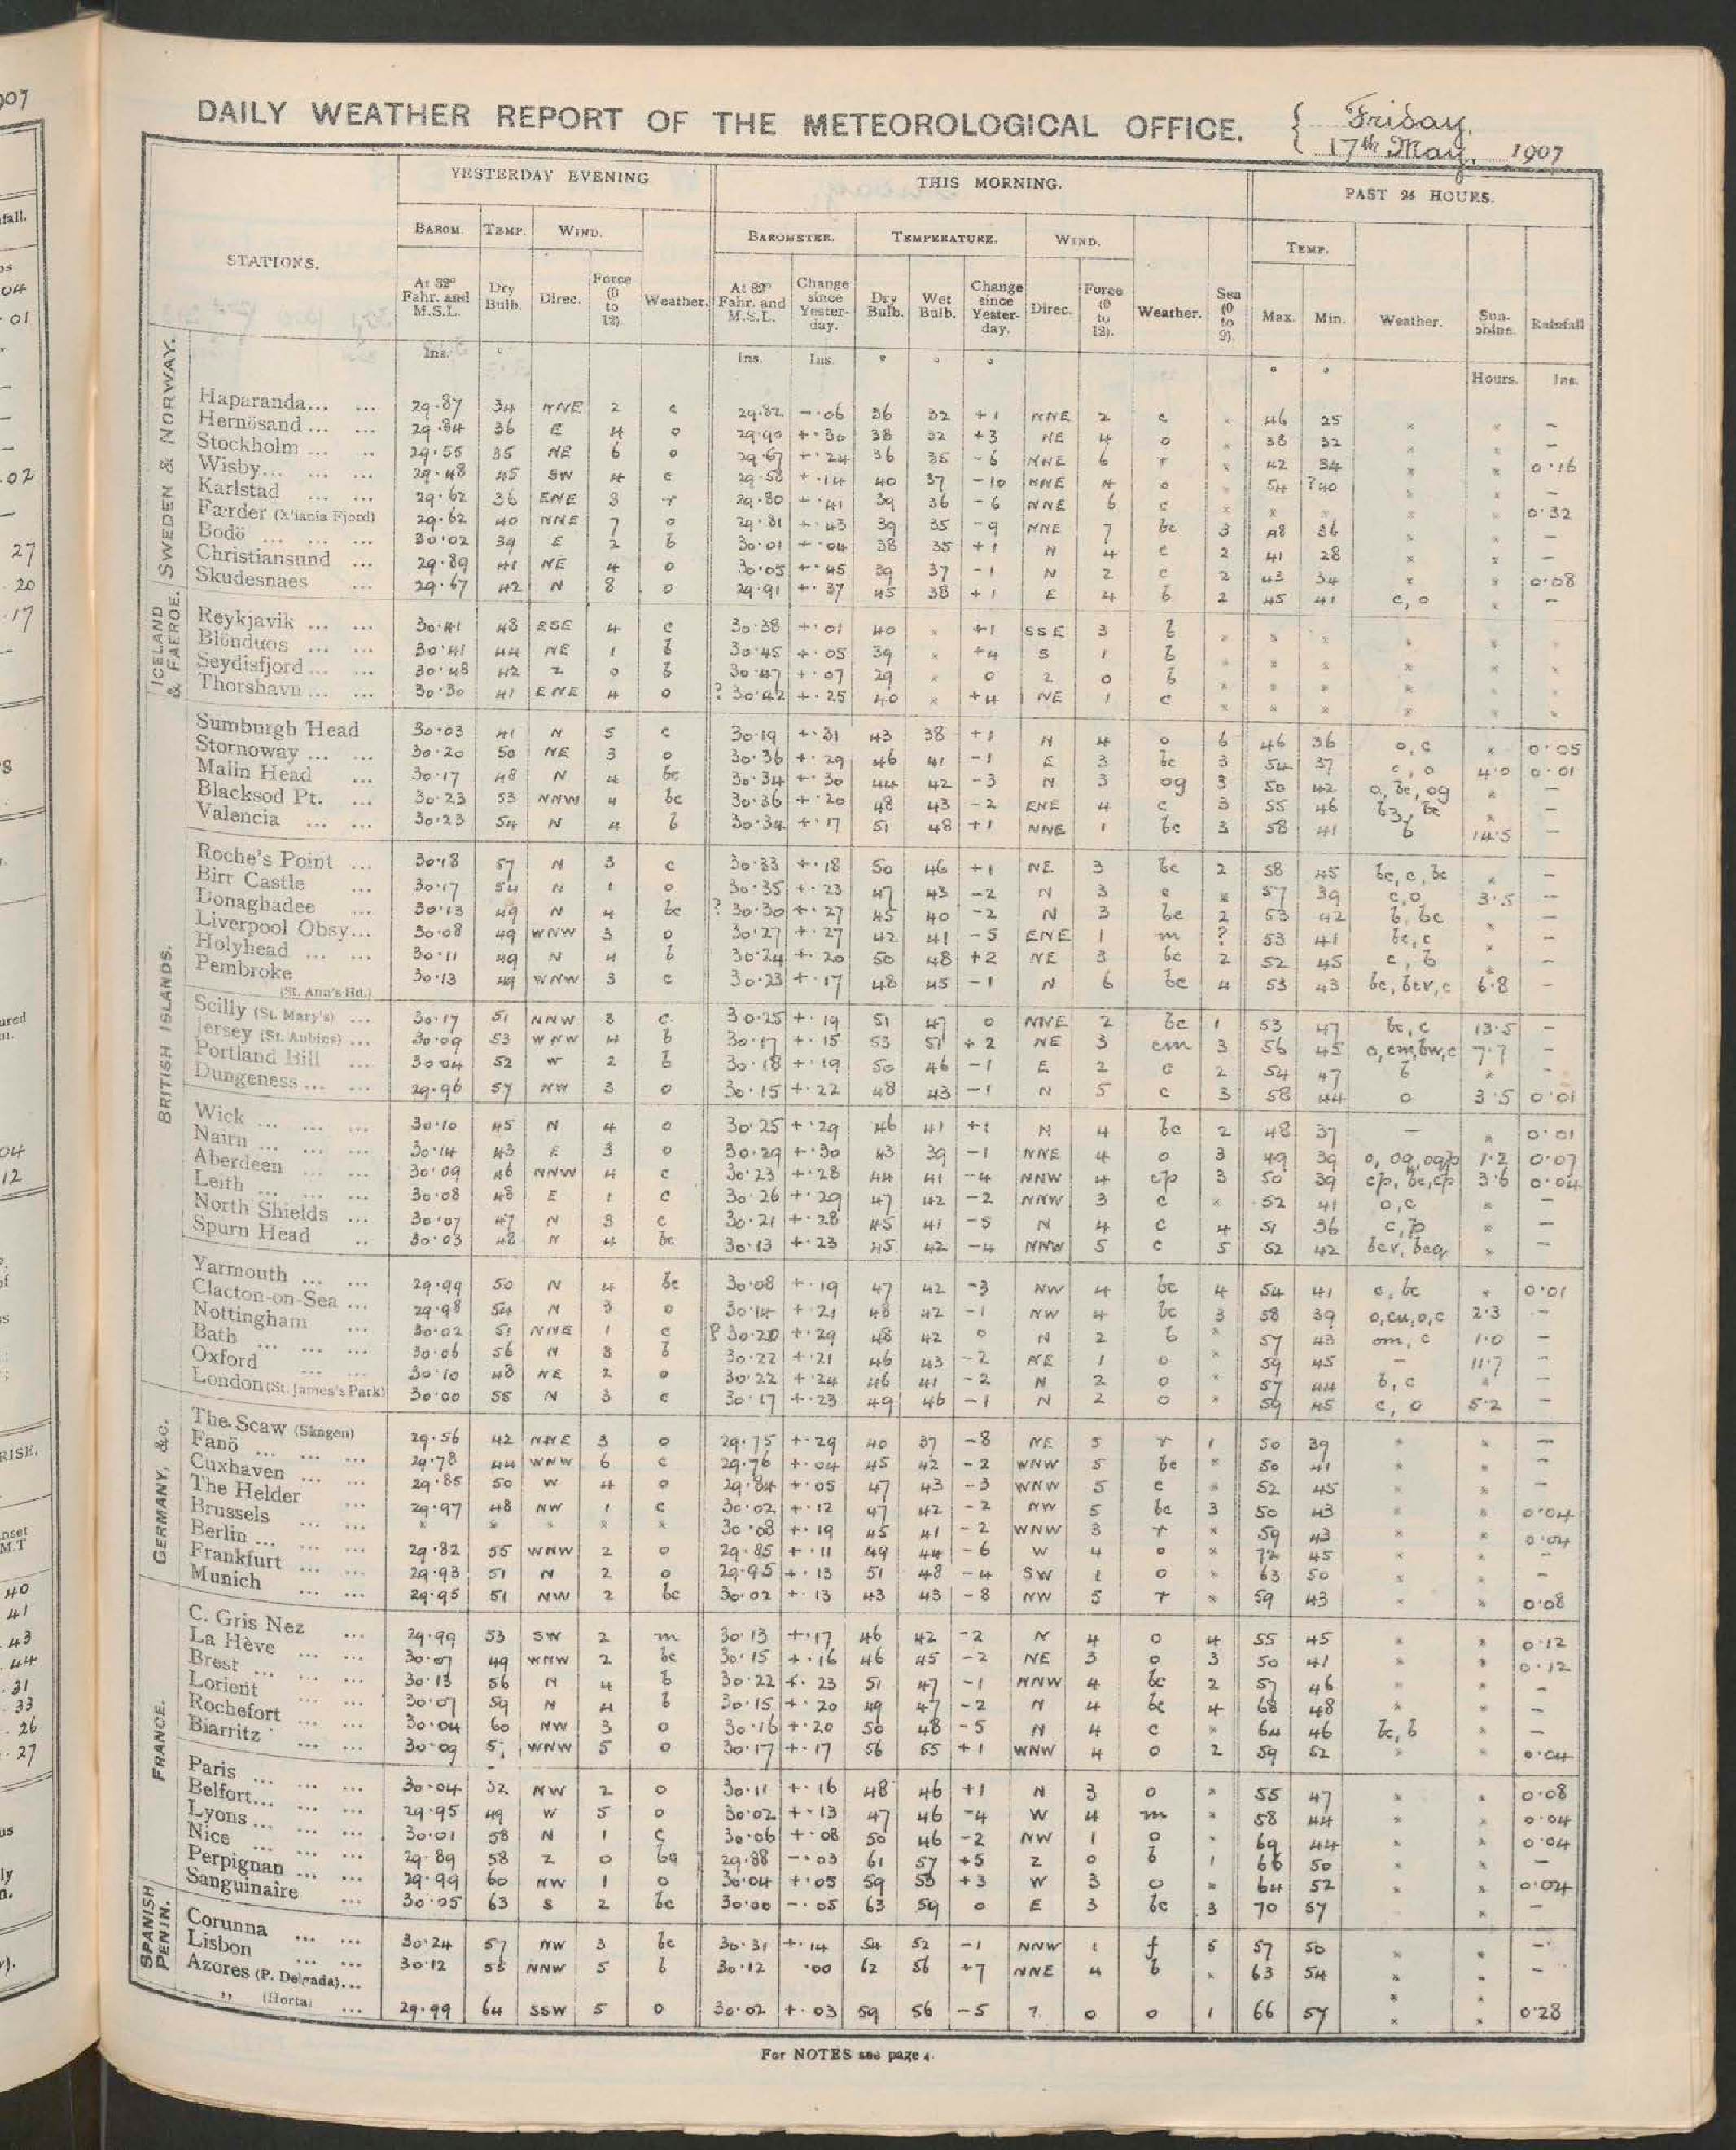 DAILY WEATHER REPORT OF THE METEOROLOGICAL OFFICE. { Friday, 17th May, 1907
YESTERDAY EVENING THIS MORNING. PAST 24 HOURS.
BAROM. TEMP. WIND. BAROMETER. TEMPERATURE. WIND. TEMP.
STATIONS. At 32° Fahr. and M.S.L. Dry Bulb. Direc. Force (0 to 12). Weather. At 32° Fahr. and M.S.L. Change since Yesterday. Dry Bulb. Wet Bulb. Change since Yesterday. Direc. Force (0 to 12). Weather. Sea (0 to 9). Max. Min. Weather. Sunshine. Rainfall
Ins. ° Ins. Ins. ° ° ° ° ° Hours. Ins.
SWEDEN & NORWAY.
Haparanda... ... 29.87 34 NNE 2 c 29.82 -.06 36 32 +1 NNE 2 c × 46 25 × × —
Hernösand ... ... 29.84 36 E 4 o 29.90 +.30 38 32 +3 NE 4 o × 38 32 × × —
Stockholm ... ... 29.55 35 NE 6 o 29.67 +.24 36 35 -6 NNE 6 r × 42 34 × × 0.16
Wisby... ... ... 29.48 45 SW 4 c 29.58 +.14 40 37 -10 NNE 4 o × 54 ?40 × × —
Karlstad ... ... 29.62 36 ENE 3 r 29.80 +.41 39 36 -6 NNE 6 c × × × × × 0.32
Færder (X'iania Fjord) 29.62 40 NNE 7 o 29.81 +.43 39 35 -9 NNE 7 bc 3 48 36 × × —
Bodö ... ... ... 30.02 39 E 2 b 30.01 +.04 38 35 +1 N 4 c 2 41 28 × × —
Christiansund ... 29.89 41 NE 4 o 30.05 +.45 39 37 -1 N 2 c 2 43 34 × × 0.08
Skudesnaes ... 29.67 42 N 8 o 29.91 +.37 45 38 +1 E 4 b 2 45 41 c, o × —
ICELAND & FAEROE.
Reykjavik ... ... 30.41 48 ESE 4 c 30.38 +.01 40 × +1 SSE 3 b × × × × × ×
Blönduos ... ... 30.41 44 NE 1 b 30.45 +.05 39 × +4 S 1 b × × × × × ×
Seydisfjord ... ... 30.48 42 Z 0 b 30.47 +.07 29 × 0 Z 0 b × × × × × ×
Thorshavn ... ... 30.30 41 ENE 4 o ? 30.42 +.25 40 × +4 NE 1 c × × × × × ×
BRITISH ISLANDS.
Sumburgh Head 30.03 41 N 5 c 30.19 +.31 43 38 +1 N 4 o 6 46 36 o, c × 0.05
Stornoway ... ... 30.20 50 NE 3 o 30.36 +.29 46 41 -1 E 3 bc 3 54 37 c, o 4.0 0.01
Malin Head ... 30.17 48 N 4 bc 30.34 +.30 44 42 -3 N 3 og 3 50 42 o, bc, og × —
Blacksod Pt. ... 30.23 53 NNW 4 bc 30.36 +.20 48 43 -2 ENE 4 c 3 55 46 bz, bc × —
Valencia ... ... 30.23 54 N 4 b 30.34 +.17 51 48 +1 NNE 1 bc 3 58 41 b 14.5 —
Roche's Point ... 30.18 57 N 3 c 30.33 +.18 50 46 +1 NE 3 bc 2 58 45 bc, c, bc × —
Birr Castle ... 30.17 54 N 1 o 30.35 +.23 47 43 -2 N 3 c × 57 39 c,o 3.5 —
Donaghadee ... 30.13 49 N 4 bc ? 30.30 +.27 45 40 -2 N 3 bc 2 53 42 b. bc × —
Liverpool Obsy... 30.08 49 WNW 3 o 30.27 +.27 42 41 -5 ENE 1 m ? 53 41 bc, c × —
Holyhead ... ... 30.11 49 N 4 b 30.24 +.20 50 48 +2 NE 3 bc 2 52 45 c, b × —
Pembroke (St. Ann's Hd.) 30.13 49 WNW 3 c 30.23 +.17 48 45 -1 N 6 bc 4 53 43 bc, bcv, c 6.8 —
Scilly (St. Mary's) ... 30.17 51 NNW 3 c. 30.25 +.19 51 47 0 NNE 2 bc 1 53 47 bc, c 13.5 —
Jersey (St. Aubins) ... 30.09 53 WNW 4 b 30.17 +.15 53 51 +2 NE 3 cm 3 56 45 o, cm, bw, c 7.7 —
Portland Bill ... 30.04 52 W 2 b 30.18 +.19 50 46 -1 E 2 c 2 54 47 b × —
Dungeness ... ... 29.96 57 NW 3 o 30.15 +.22 48 43 -1 N 5 c 3 58 44 o 3.5 0.01
Wick ... ... ... 30.10 45 N 4 o 30.25 +.29 46 41 +1 N 4 bc 2 48 37 — × 0.01
Nairn ... ... ... 30.14 43 E 3 o 30.29 +.30 43 39 -1 NNE 4 o 3 49 39 o, og, ogp 1.2 0.07
Aberdeen ... ... 30.09 46 NNW 4 c 30.23 +.28 44 41 -4 NNW 4 cp 3 50 39 cp, bc, cp 3.6 0.04
Leith ... ... ... 30.08 48 E 1 c 30.26 +.29 47 42 -2 NNW 3 c × 52 41 o,c × —
North Shields ... 30.07 47 N 3 c 30.21 +.28 45 41 -5 N 4 c 4 51 36 c, p × —
Spurn Head .. 30.03 48 N 4 bc 30.13 +.23 45 42 -4 NNW 5 c 5 52 42 bcv, bcq × —
Yarmouth ... ... 29.99 50 N 4 bc 30.08 +.19 47 42 -3 NW 4 bc 4 54 41 c, bc × 0.01
Clacton-on-Sea ... 29.98 54 N 3 o 30.14 +.21 48 42 -1 NW 4 bc 3 58 39 o, cu, o, c 2.3 —
Nottingham ... 30.02 51 NNE 1 c ? 30.20 +.29 48 42 0 N 2 b × 57 43 om, c 1.0 —
Bath ... ... ... 30.06 56 N 3 b 30.22 +.21 46 43 -2 NE 1 o × 59 45 — 11.7 —
Oxford ... ... 30.10 48 NE 2 o 30.22 +.24 46 41 -2 N 2 o × 57 44 b, c × —
London (St. James's Park) 30.00 55 N 3 c 30.17 +.23 49 46 -1 N 2 o × 59 45 c, o 5.2 —
GERMANY, &c.
The Scaw (Skagen) 29.56 42 NNE 3 o 29.75 +.29 40 37 -8 NE 5 r 1 50 39 × × —
Fanö ... ... ... 29.78 44 WNW 6 c 29.76 +.04 45 42 -2 WNW 5 bc × 50 41 × × —
Cuxhaven ... ... 29.85 50 W 4 o 29.84 +.05 47 43 -3 WNW 5 c × 52 45 × × —
The Helder ... 29.97 48 NW 1 c 30.02 +.12 47 42 -2 NW 5 bc 3 50 43 × × 0.04
Brussels ... ... × × × × × 30.08 +.19 45 41 -2 WNW 3 r × 59 43 × × 0.04
Berlin ... ... ... 29.82 55 WNW 2 o 29.85 +.11 49 44 -6 W 4 o × 72 45 × × —
Frankfurt ... ... 29.93 51 N 2 o 29.95 +.13 51 48 -4 SW 1 o × 63 50 × × —
Munich ... ... 29.95 51 NW 2 bc 30.02 +.13 43 43 -8 NW 5 r × 59 43 × × 0.08
FRANCE.
C. Gris Nez ... 29.99 53 SW 2 m 30.13 +.17 46 42 -2 N 4 o 4 55 45 × × 0.12
La Hève ... ... 30.07 49 WNW 2 bc 30.15 +.16 46 45 -2 NE 3 o 3 50 41 × × 0.12
Brest ... ... ... 30.13 56 N 4 b 30.22 +.23 51 47 -1 NNW 4 bc 2 57 46 × × —
Lorient ... ... 30.07 59 N 4 b 30.15 +.20 49 47 -2 N 4 bc 4 68 48 × × —
Rochefort ... ... 30.04 60 NW 3 o 30.16 +.20 50 48 -5 N 4 c × 64 46 bc, b × —
Biarritz ... ... 30.09 WNW 5 o 30.17 +.17 56 55 +1 WNW 4 o 2 59 52 × × 0.04
Paris ... ... ... 30.04 52 NW 2 o 30.11 +.16 48 46 +1 N 3 o × 55 47 × × 0.08
Belfort... ... ... 29.95 49 W 5 o 30.02 +.13 47 46 -4 W 4 m × 58 44 × × 0.04
Lyons ... ... ... 30.01 58 N 1 c 30.06 +.08 50 46 -2 NW 1 o × 69 44 × × 0.04
Nice ... ... ... 29.89 58 Z 0 29.88 -.03 61 57 +5 Z 0 b 1 66 50 × × —
Perpignan ... ... 29.99 60 NW 1 o 30.04 +.05 59 53 +3 W 3 o × 64 52 × × 0.04
Sanguinaire ... 30.05 63 S 2 bc 30.00 -.05 63 59 0 E 3 bc 3 70 57 × —
SPANISH PENIN.
Corunna ... ... 30.24 57 NW 3 bc 30.31 +.14 54 52 -1 NNW 1 f 5 57 50 × × —
Lisbon ... ... 30.12 55 NNW 5 b 30.12 .00 62 56 +7 NNE 4 b × 63 54 × × —
Azores (P. Delgada)... × ×
,, (Horta) ... 29.99 64 SSW 5 o 30.02 +.03 59 56 -5 Z. 0 o 1 66 57 × × 0.28
For NOTES see page 4.
907
fall.
04
01
.02
27
20
.17
8
ured
04
12
RISE.
nset
M.T
40
41
43
44
.31
33
26
27